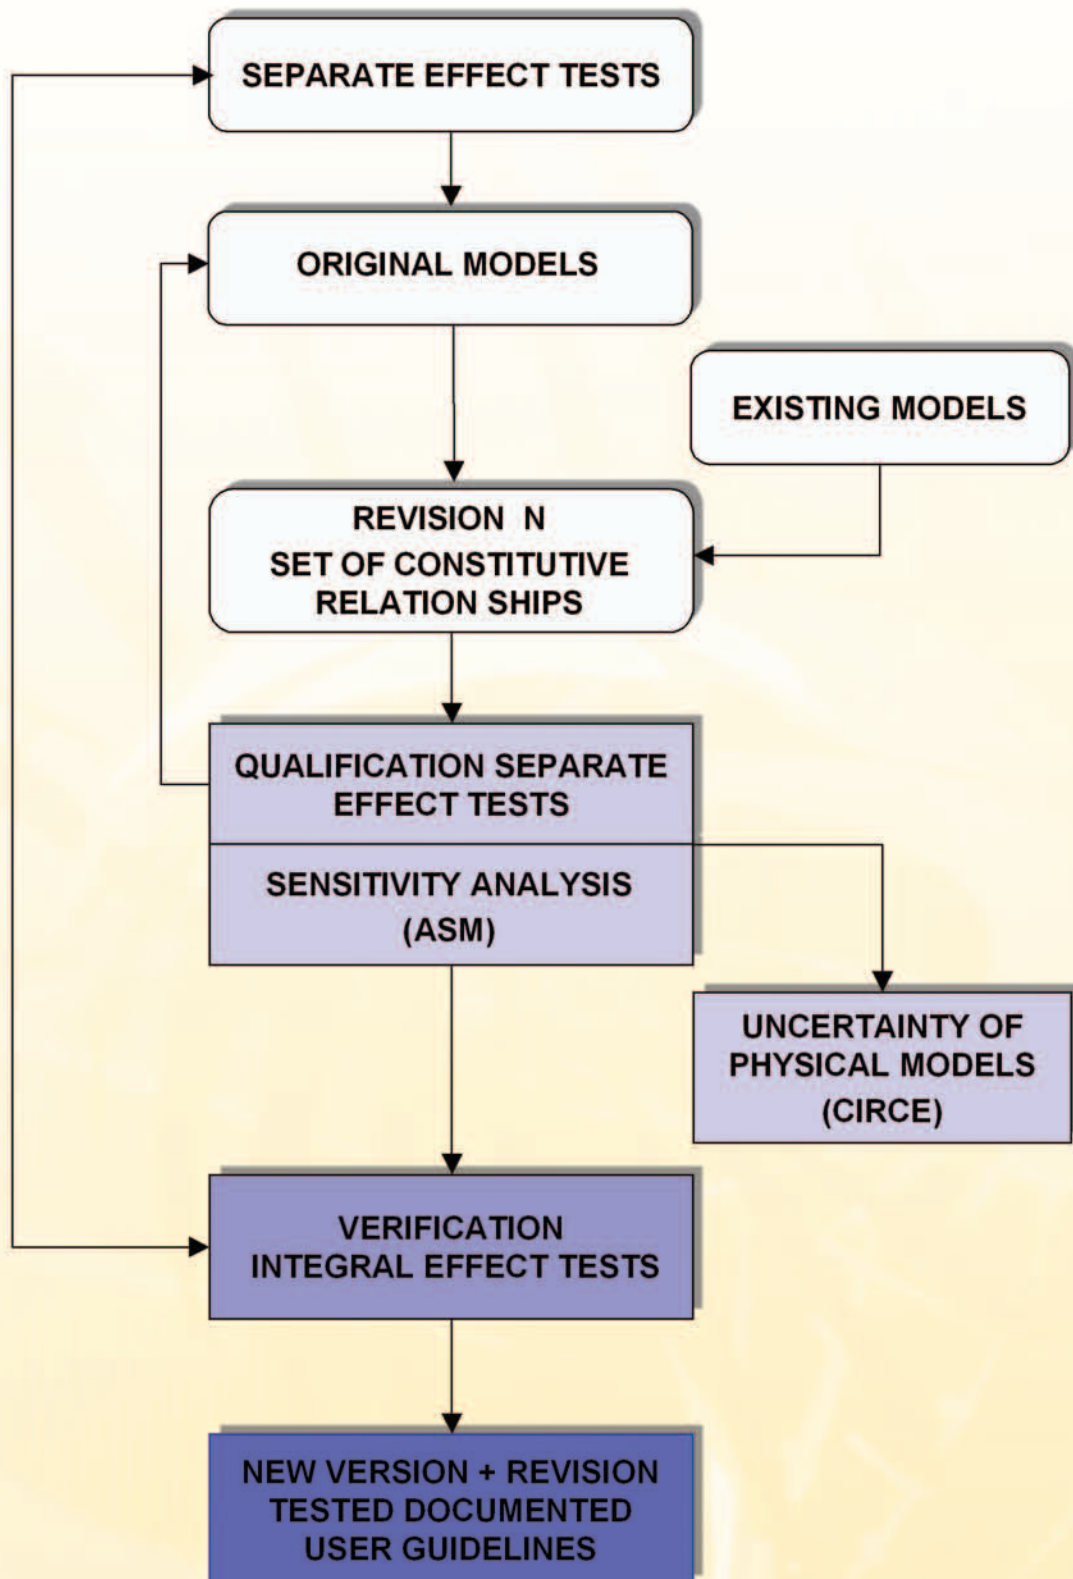 SEPARATE EFFECT TESTS
ORIGINAL MODELS
EXISTING MODELS
REVISION N
SET OF CONSTITUTIVE
RELATION SHIPS
QUALIFICATION SEPARATE
EFFECT TESTS
SENSITIVITY ANALYSIS
(ASM)
UNCERTAINTY OF
PHYSICAL MODELS
(CIRCE)
VERIFICATION
INTEGRAL EFFECT TESTS
NEW VERSION + REVISION
TESTED DOCUMENTED
USER GUIDELINES